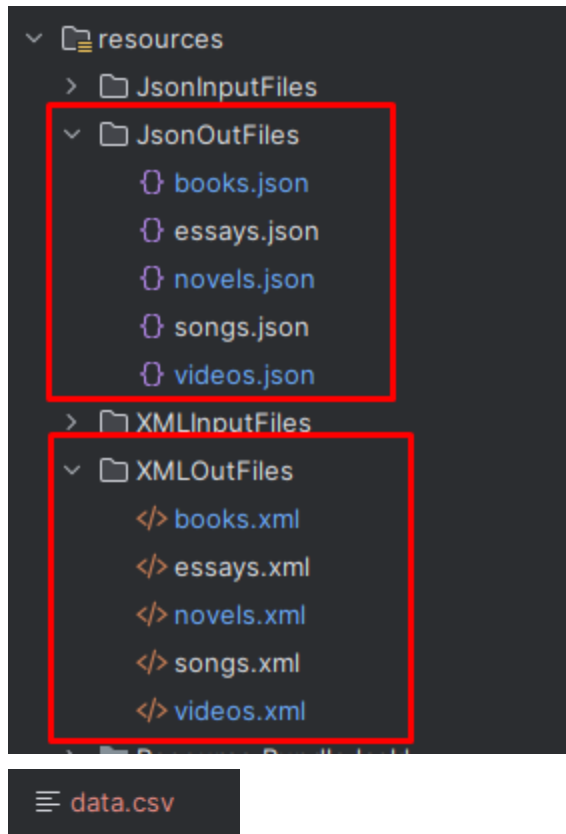 resources
JsonInputFiles
JsonOutFiles
books.json
essays.json
novels.json
songs.json
videos.json
XMLInputFiles
XMLOutFiles
books.xml
essays.xml
novels.xml
songs.xml
videos.xml
data.csv